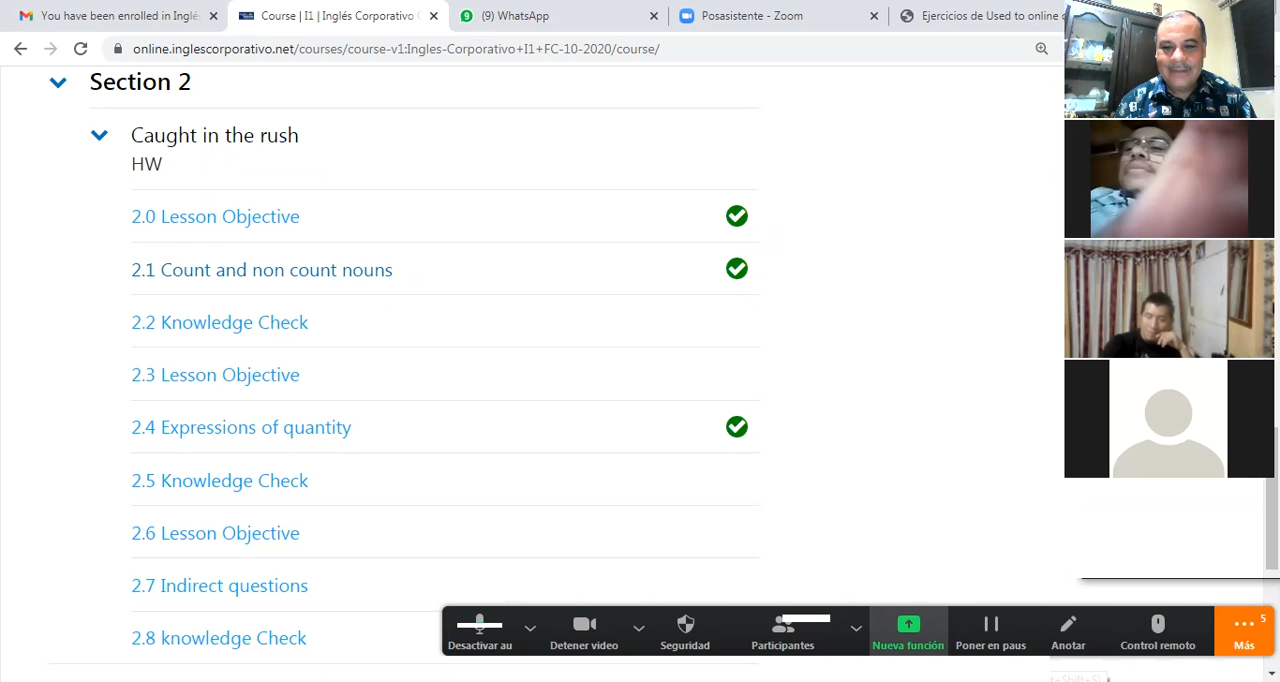 You have been enrolled in Inglé
Course | I1 | Inglés Corporativo
(9) WhatsApp
Posasistente - Zoom
Ejercicios de Used to online
online.inglescorporativo.net/courses/course-v1:Ingles-Corporativo+I1+FC-10-2020/course/
Section 2
Caught in the rush
HW
2.0 Lesson Objective
2.1 Count and non count nouns
2.2 Knowledge Check
2.3 Lesson Objective
2.4 Expressions of quantity
2.5 Knowledge Check
2.6 Lesson Objective
2.7 Indirect questions
2.8 knowledge Check
Desactivar au
Detener video
Seguridad
Participantes
Nueva función
Poner en paus
Anotar
Control remoto
5
Más